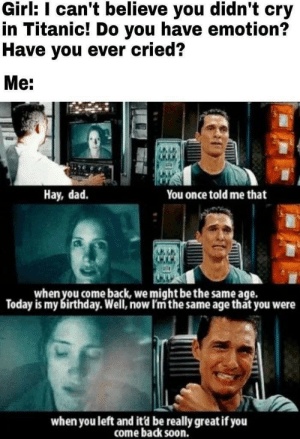 Girl: I can't believe you didn't cry
in Titanic! Do you have emotion?
Have you ever cried?
Me:
Hay, dad.
You once told me that
when you come back, we might be the same age.
Today is my birthday. Well, now I'm the same age that you were
when you left and it'd be really great if you
come back soon.